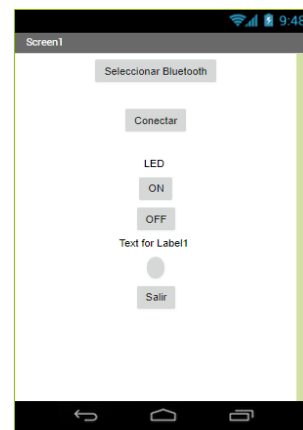 9:48
Screen1
Seleccionar Bluetooth
Conectar
LED
ON
OFF
Text for Label1
Salir